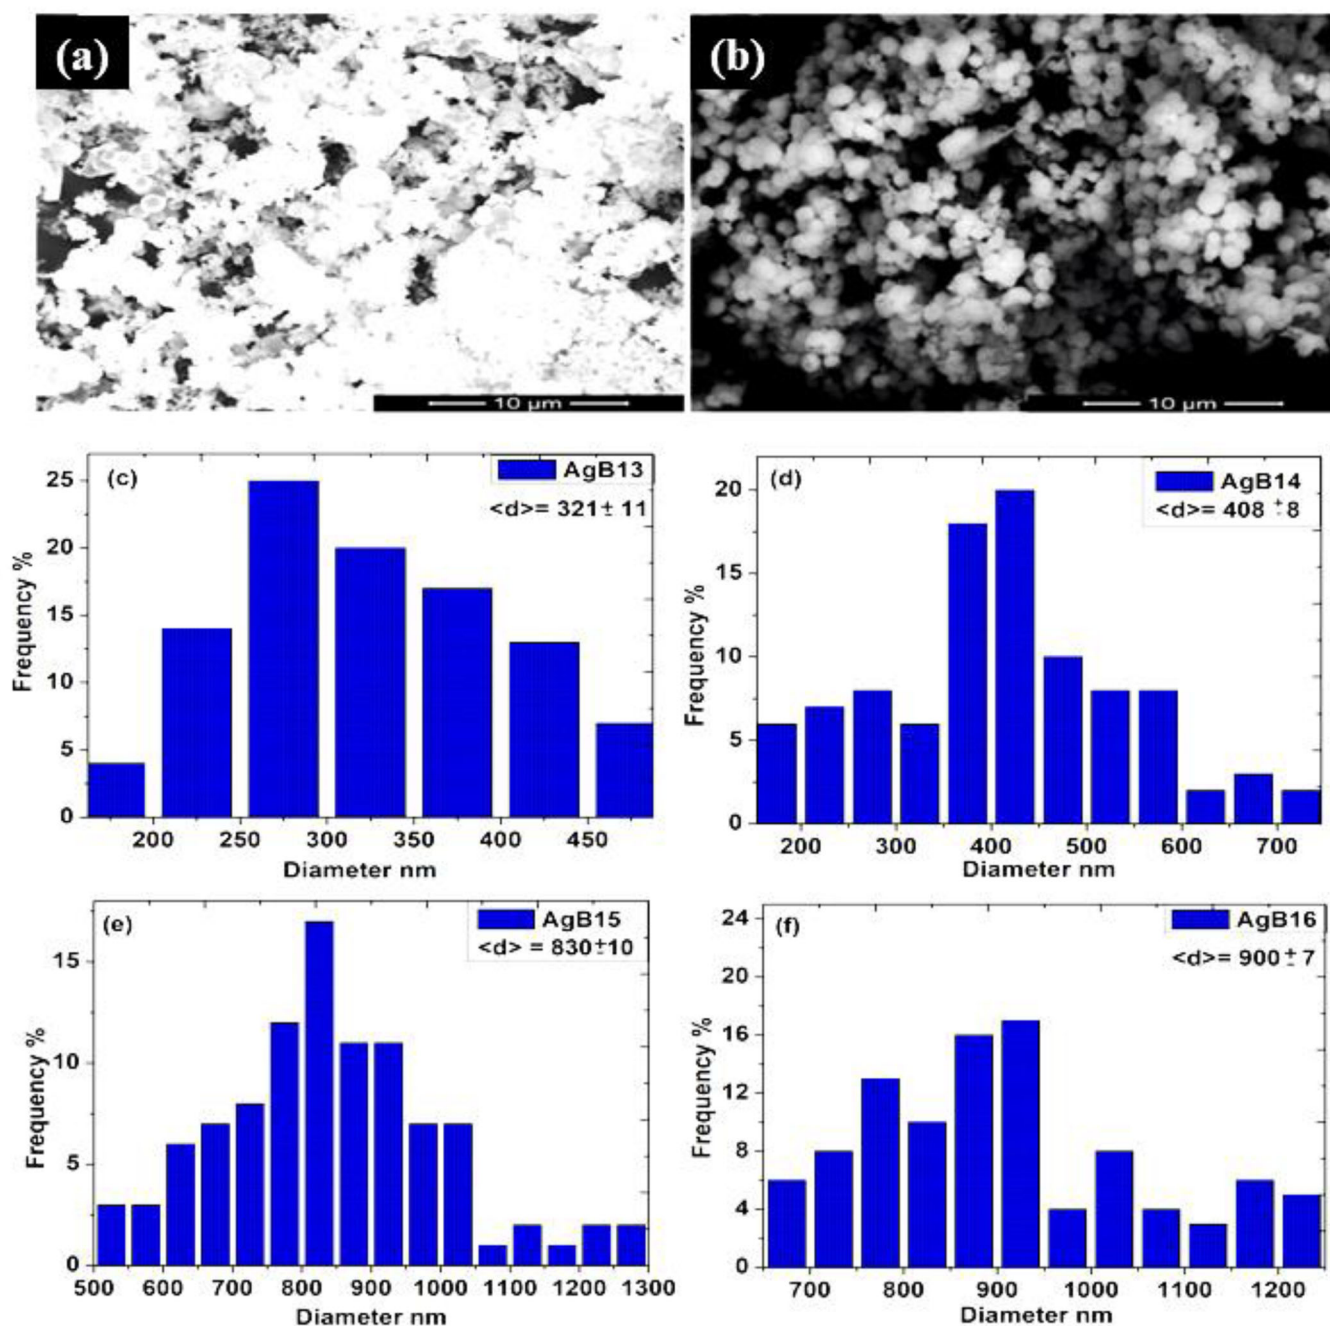 (a)
(b)
10 µm
10 µm
(c)
AgB13
<d>= 321± 11
25
20
15
10
5
0
Frequency %
200 250 300 350 400 450
Diameter nm
(d)
AgB14
<d>= 408 ±8
20
15
10
5
0
Frequency %
200 300 400 500 600 700
Diameter nm
(e)
AgB15
<d> = 830±10
15
10
5
0
Frequency %
500 600 700 800 900 1000 1100 1200 1300
Diameter nm
(f)
AgB16
<d>= 900± 7
24
20
16
12
8
4
0
Frequency %
700 800 900 1000 1100 1200
Diameter nm